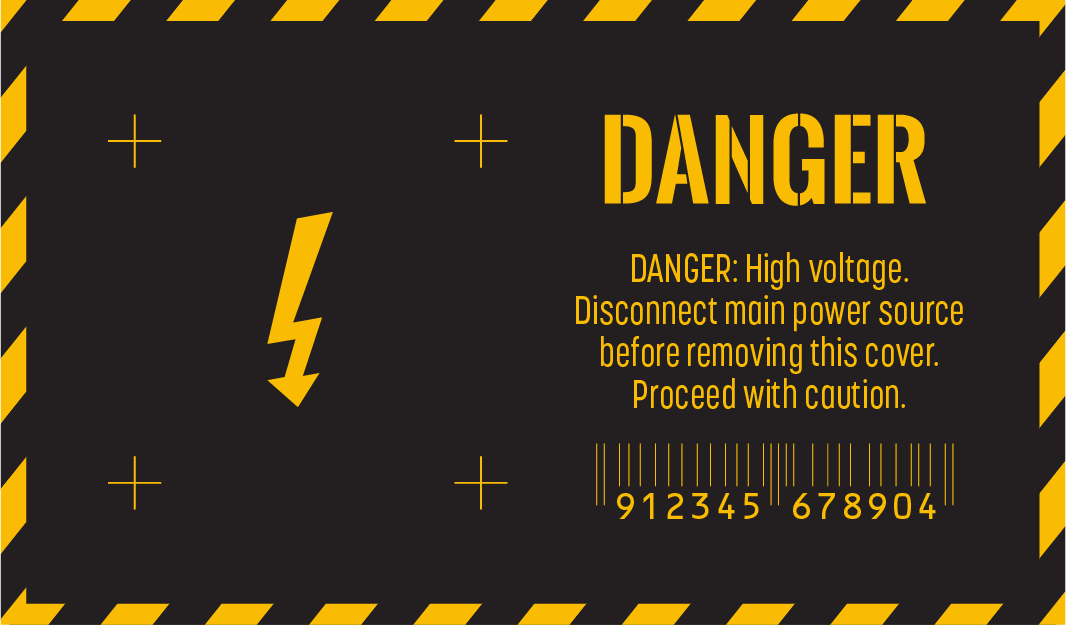 DANGER
DANGER: High voltage.
Disconnect main power source
before removing this cover.
Proceed with caution.
912345 678904